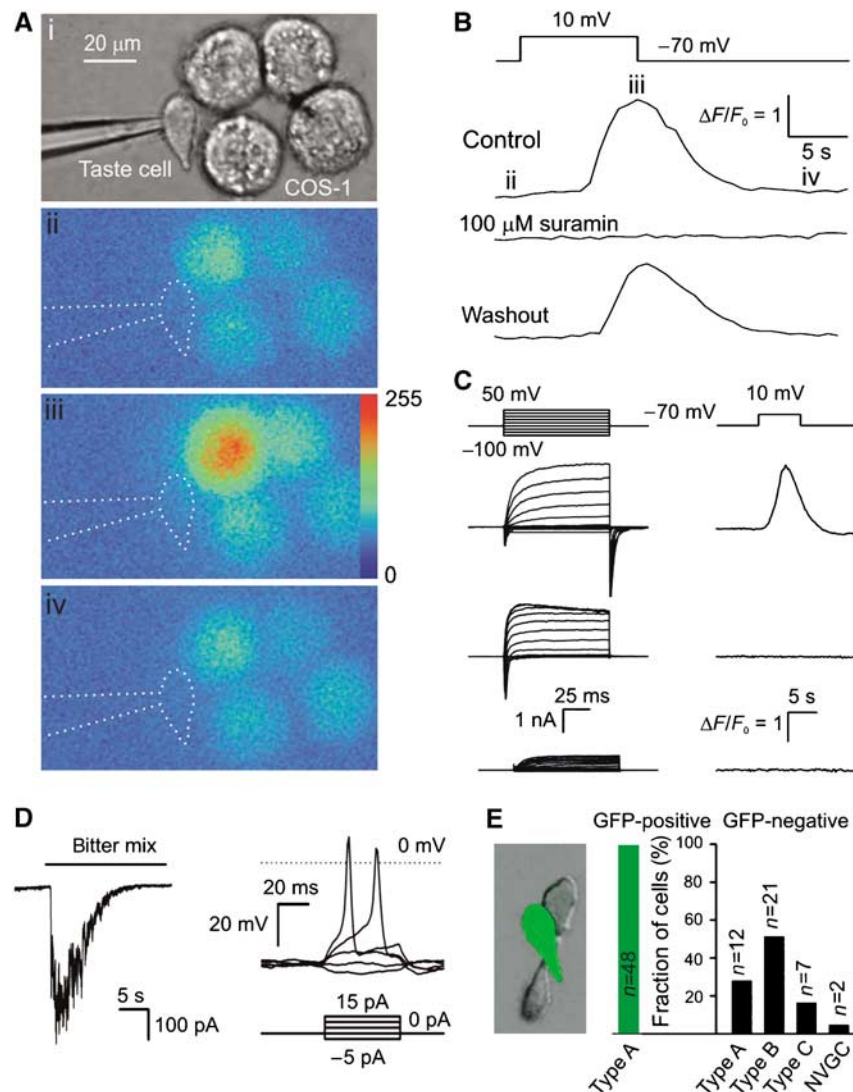 A
i
20 μm
Taste cell
COS-1
ii
iii
255
0
iv
B
10 mV
−70 mV
iii
ΔF/F₀ = 1
5 s
Control
ii
iv
100 μM suramin
Washout
C
50 mV
10 mV
−70 mV
−100 mV
25 ms
1 nA
5 s
ΔF/F₀ = 1
D
Bitter mix
5 s
100 pA
0 mV
20 ms
20 mV
15 pA
0 pA
−5 pA
E
GFP-positive
GFP-negative
Fraction of cells (%)
100
80
60
40
20
n=48
n=12
n=21
n=7
n=2
Type A
Type A
Type B
Type C
NVGC